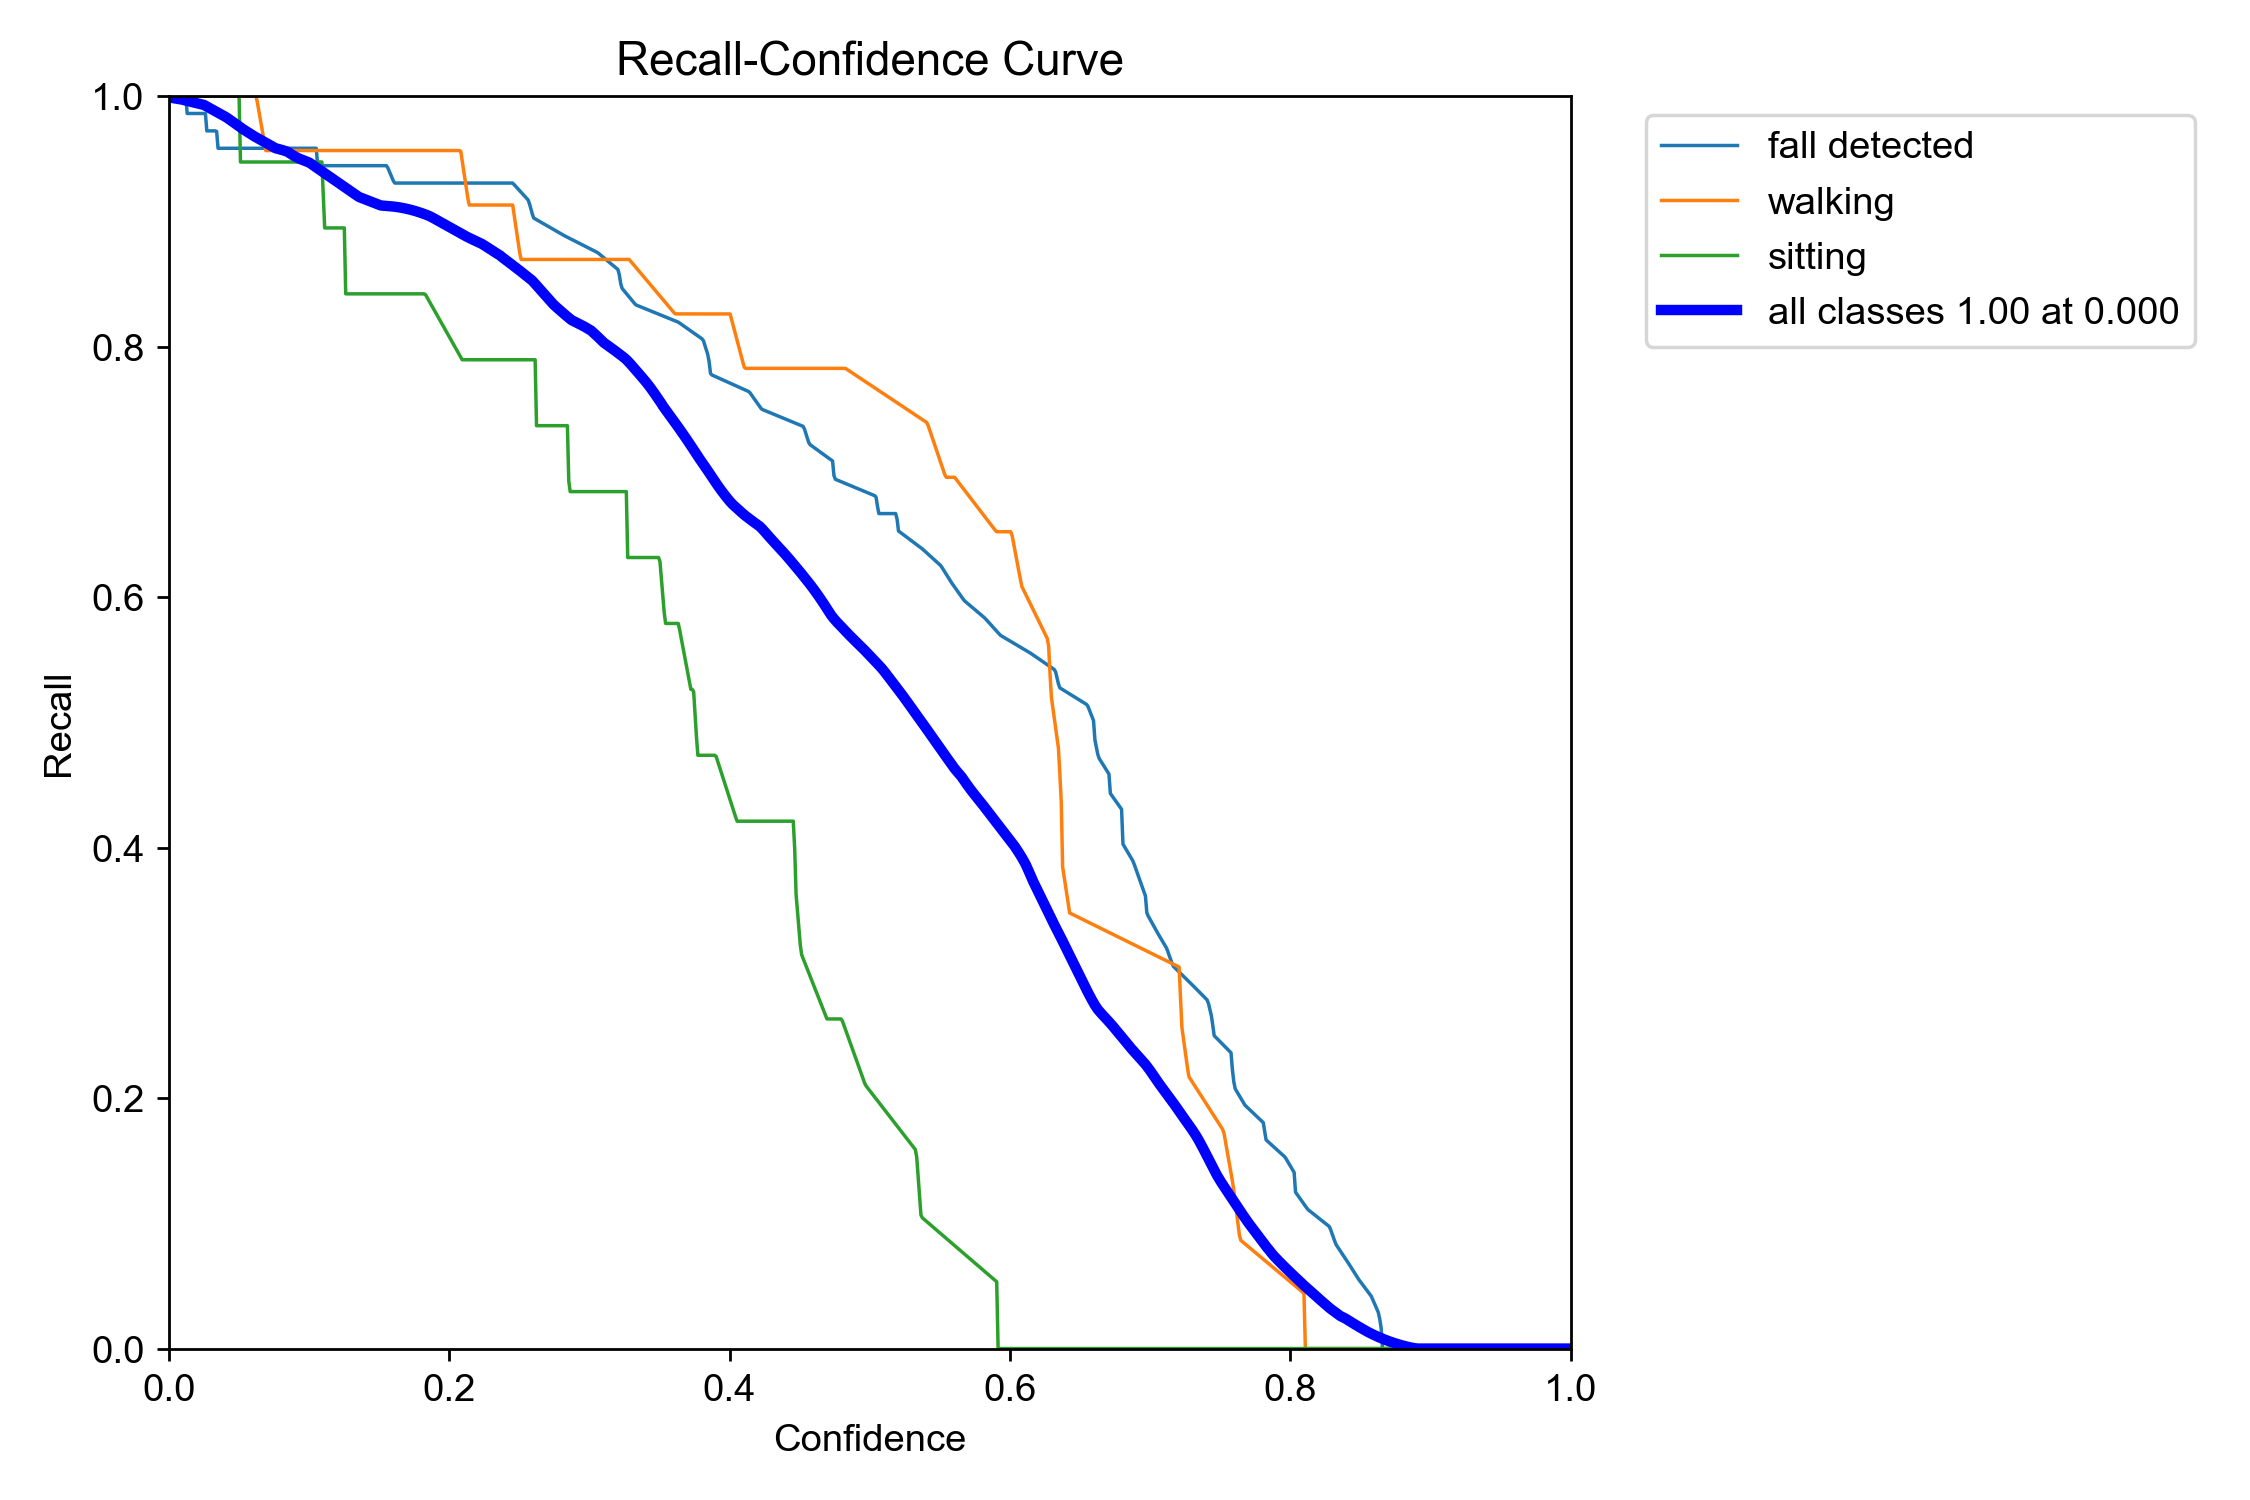 Recall-Confidence Curve
1.0
0.8
0.6
0.4
0.2
0.0
Recall
0.0 0.2 0.4 0.6 0.8 1.0
Confidence
fall detected
walking
sitting
all classes 1.00 at 0.000